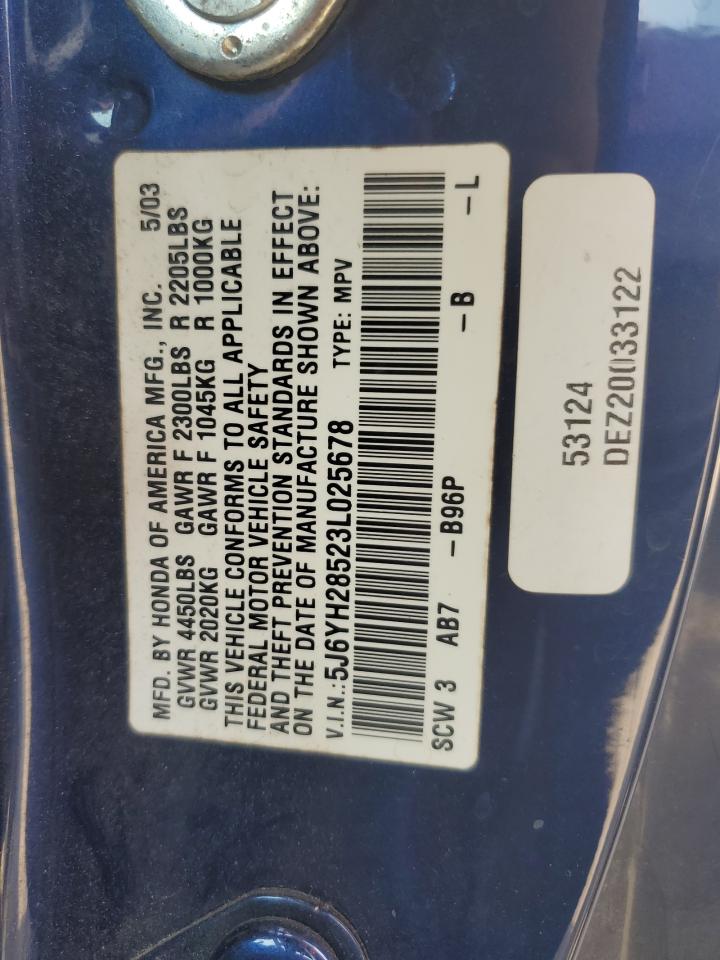 MFD. BY HONDA OF AMERICA MFG., INC. 5/03
GVWR 4450LBS GAWR F 2300LBS R 2205LBS
GVWR 2020KG GAWR F 1045KG R 1000KG
THIS VEHICLE CONFORMS TO ALL APPLICABLE
FEDERAL MOTOR VEHICLE SAFETY
AND THEFT PREVENTION STANDARDS IN EFFECT
ON THE DATE OF MANUFACTURE SHOWN ABOVE:
V.I.N.:5J6YH28523L025678 TYPE: MPV
SCW 3 AB7 – B96P – B – L
53124
DEZ20033122